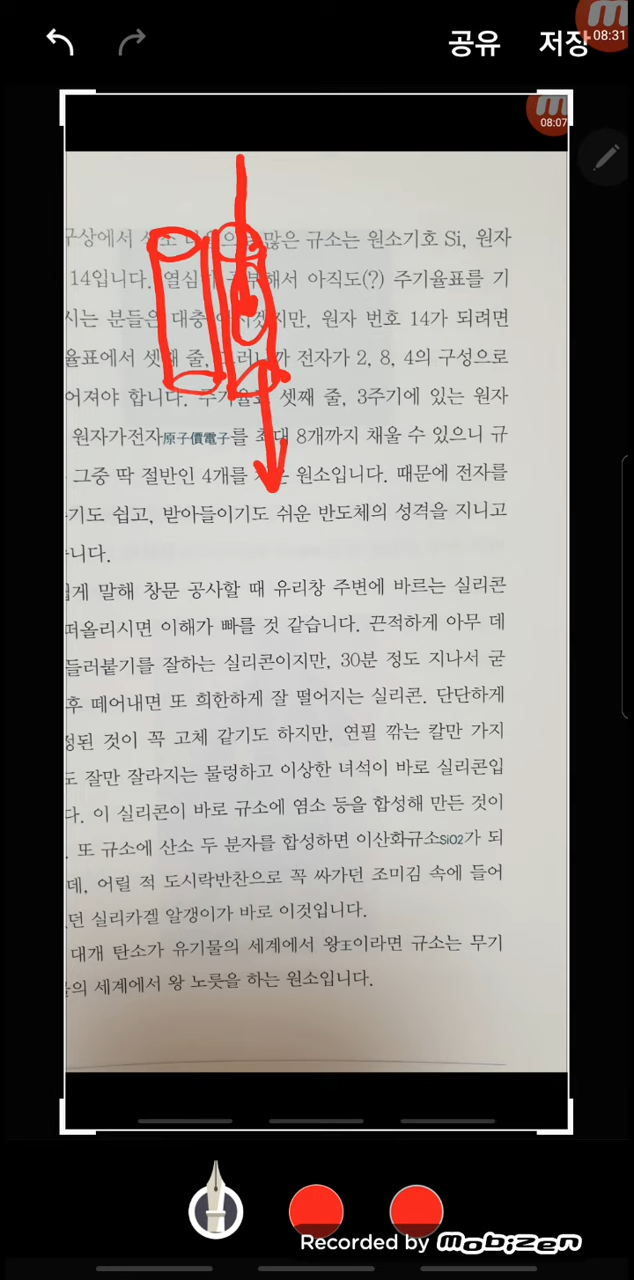 08:31
공유 저장
08:07
구상에서 많은 규소는 원소기호 Si, 원자
14입니다. 열심히 공부해서 아직도(?) 주기율표를 기
시는 분들은 대충 아시겠지만, 원자 번호 14가 되려면
율표에서 셋째 줄, 그러니까 전자가 2, 8, 4의 구성으로
어져야 합니다. 주기율표 셋째 줄, 3주기에 있는 원자
원자가전자原子價電子를 최대 8개까지 채울 수 있으니 규
그중 딱 절반인 4개를 원소입니다. 때문에 전자를
기도 쉽고, 받아들이기도 쉬운 반도체의 성격을 지니고
니다.
게 말해 창문 공사할 때 유리창 주변에 바르는 실리콘
떠올리시면 이해가 빠를 것 같습니다. 끈적하게 아무 데
들러붙기를 잘하는 실리콘이지만, 30분 정도 지나서 굳
후 떼어내면 또 희한하게 잘 떨어지는 실리콘. 단단하게
정된 것이 꼭 고체 같기도 하지만, 연필 깎는 칼만 가지
도 잘만 잘라지는 물렁하고 이상한 녀석이 바로 실리콘입
다. 이 실리콘이 바로 규소에 염소 등을 합성해 만든 것이
. 또 규소에 산소 두 분자를 합성하면 이산화규소SiO2가 되
데, 어릴 적 도시락반찬으로 꼭 싸가던 조미김 속에 들어
던 실리카겔 알갱이가 바로 이것입니다.
대개 탄소가 유기물의 세계에서 왕王이라면 규소는 무기
물의 세계에서 왕 노릇을 하는 원소입니다.
Recorded by mobizen